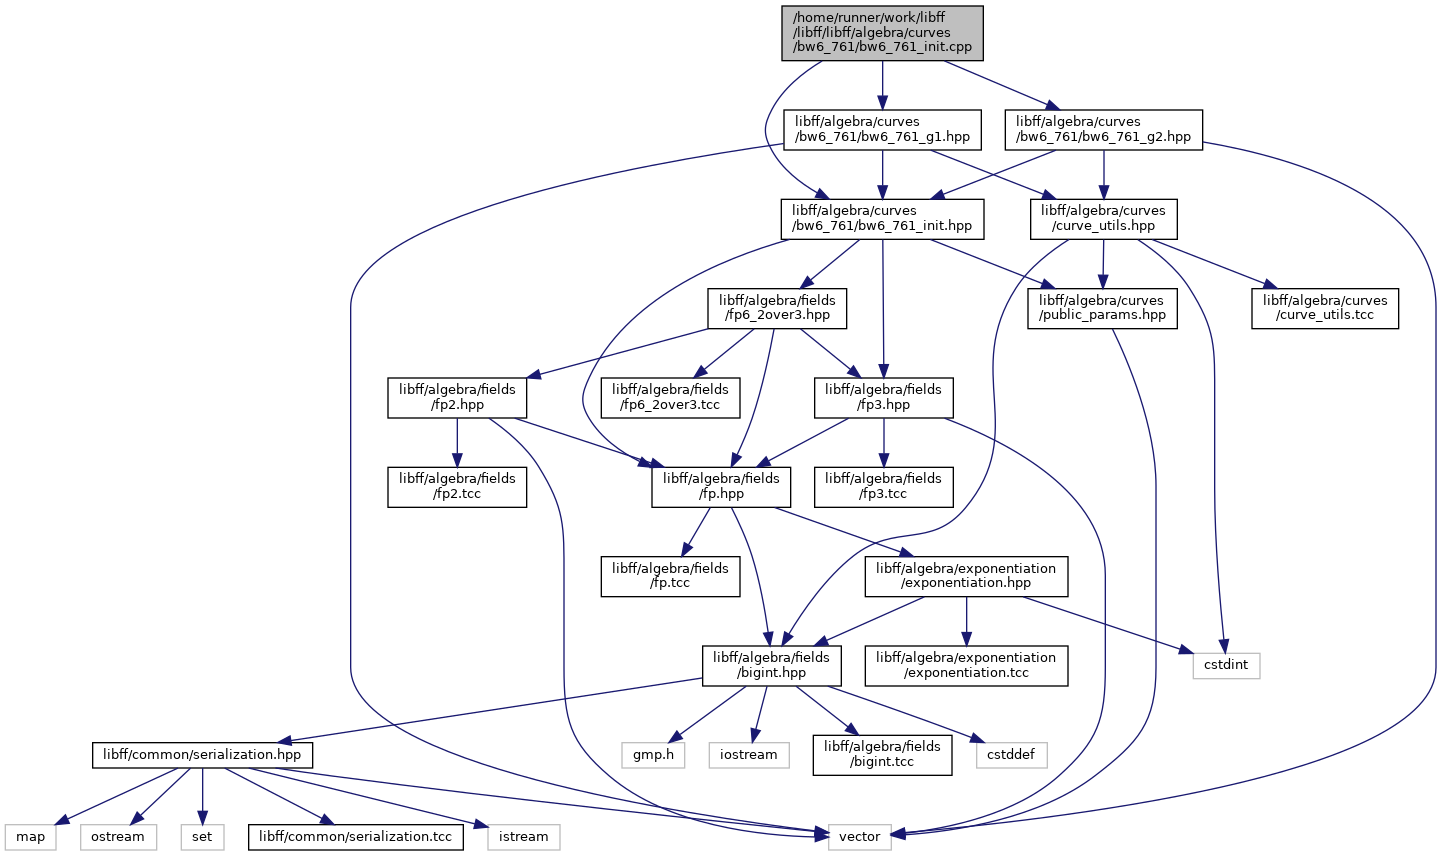 /home/runner/work/libff
/libff/libff/algebra/curves
/bw6_761/bw6_761_init.cpp
libff/algebra/curves
/bw6_761/bw6_761_g1.hpp
libff/algebra/curves
/bw6_761/bw6_761_g2.hpp
libff/algebra/curves
/bw6_761/bw6_761_init.hpp
libff/algebra/curves
/curve_utils.hpp
libff/algebra/fields
/fp6_2over3.hpp
libff/algebra/curves
/public_params.hpp
libff/algebra/curves
/curve_utils.tcc
libff/algebra/fields
/fp2.hpp
libff/algebra/fields
/fp6_2over3.tcc
libff/algebra/fields
/fp3.hpp
libff/algebra/fields
/fp2.tcc
libff/algebra/fields
/fp.hpp
libff/algebra/fields
/fp3.tcc
libff/algebra/fields
/fp.tcc
libff/algebra/exponentiation
/exponentiation.hpp
libff/algebra/fields
/bigint.hpp
libff/algebra/exponentiation
/exponentiation.tcc
cstdint
libff/common/serialization.hpp
gmp.h
iostream
libff/algebra/fields
/bigint.tcc
cstddef
map
ostream
set
libff/common/serialization.tcc
istream
vector